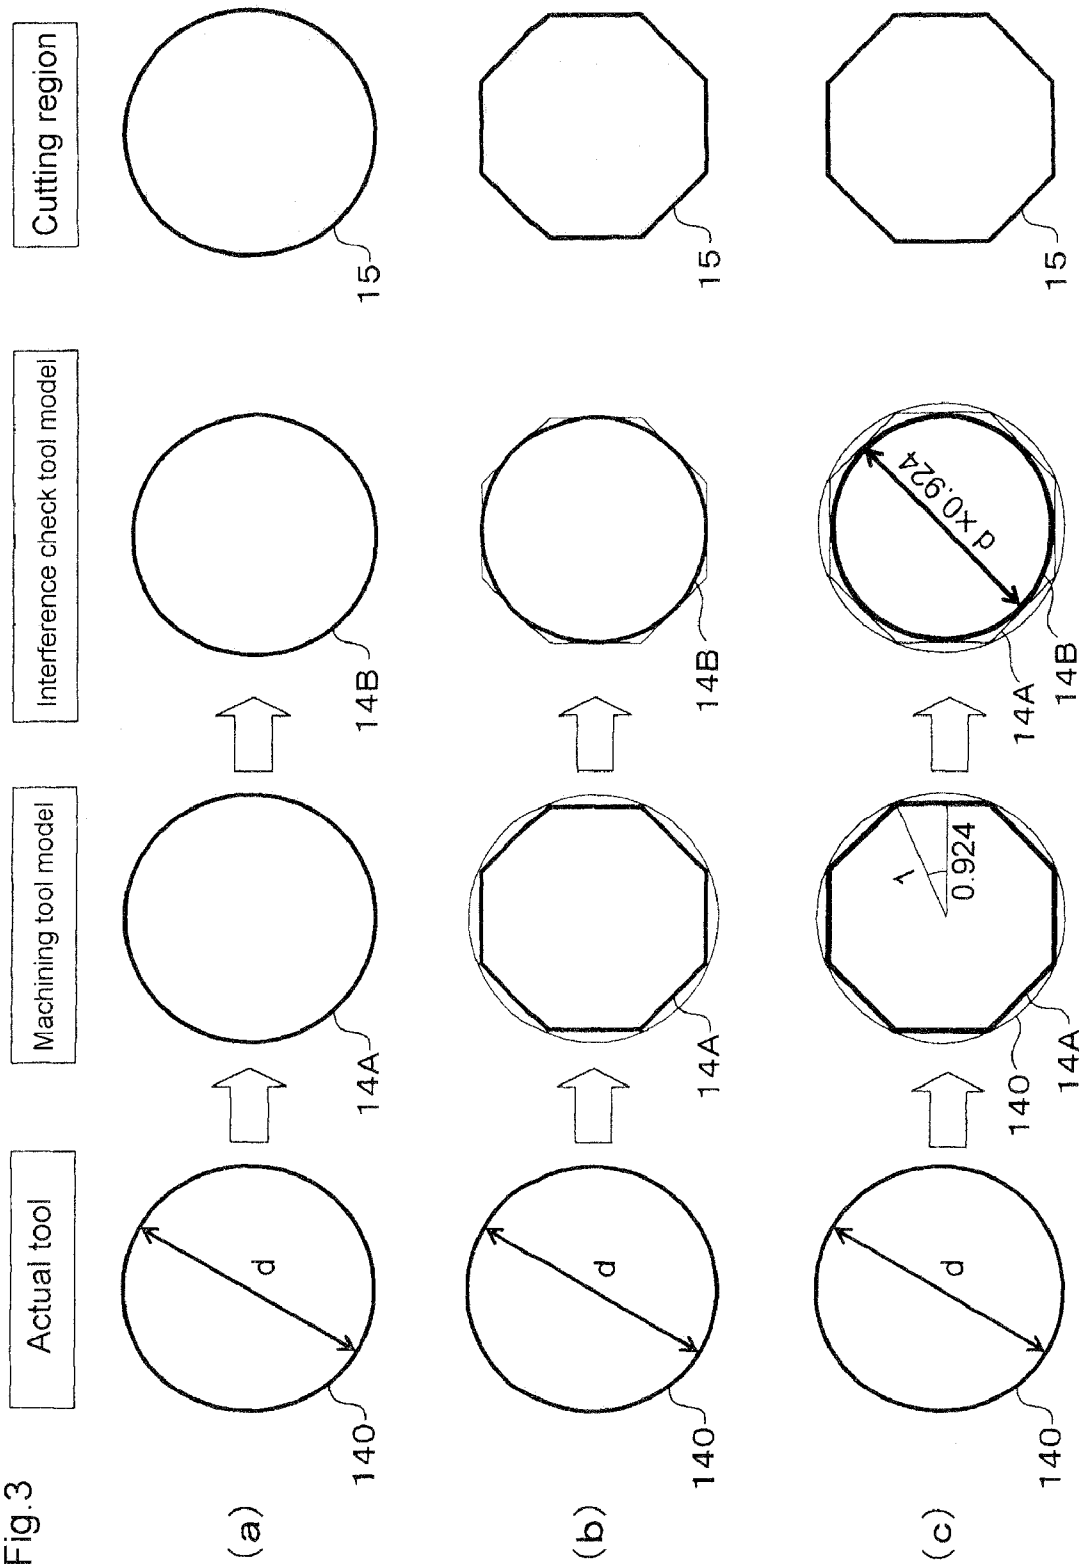 Fig.3
Actual tool
Machining tool model
Interference check tool model
Cutting region
(a)
d
140
14A
14B
15
(b)
d
140
14A
14B
15
(c)
d
140
λ
0.924
140
14A
d×0.924
14A
14B
15